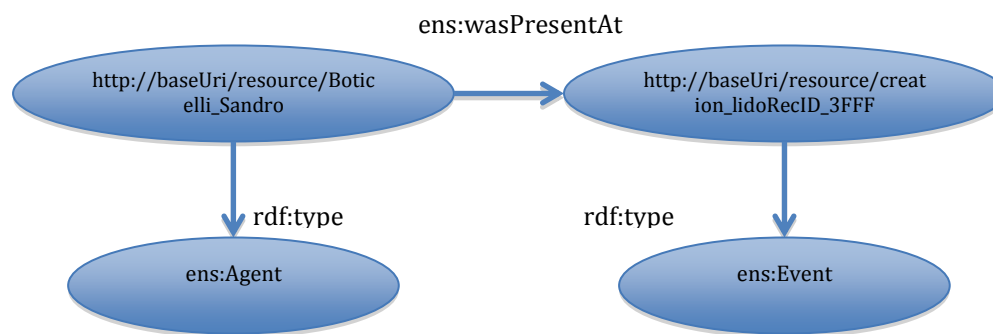 ens:wasPresentAt
http://baseUri/resource/Botic
elli_Sandro
http://baseUri/resource/creat
ion_lidoRecID_3FFF
rdf:type
rdf:type
ens:Agent
ens:Event